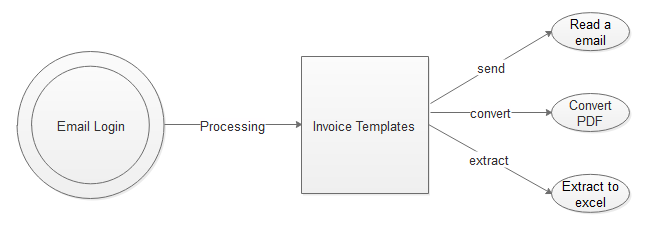 Email Login
Processing
Invoice Templates
send
convert
extract
Read a
email
Convert
PDF
Extract to
excel